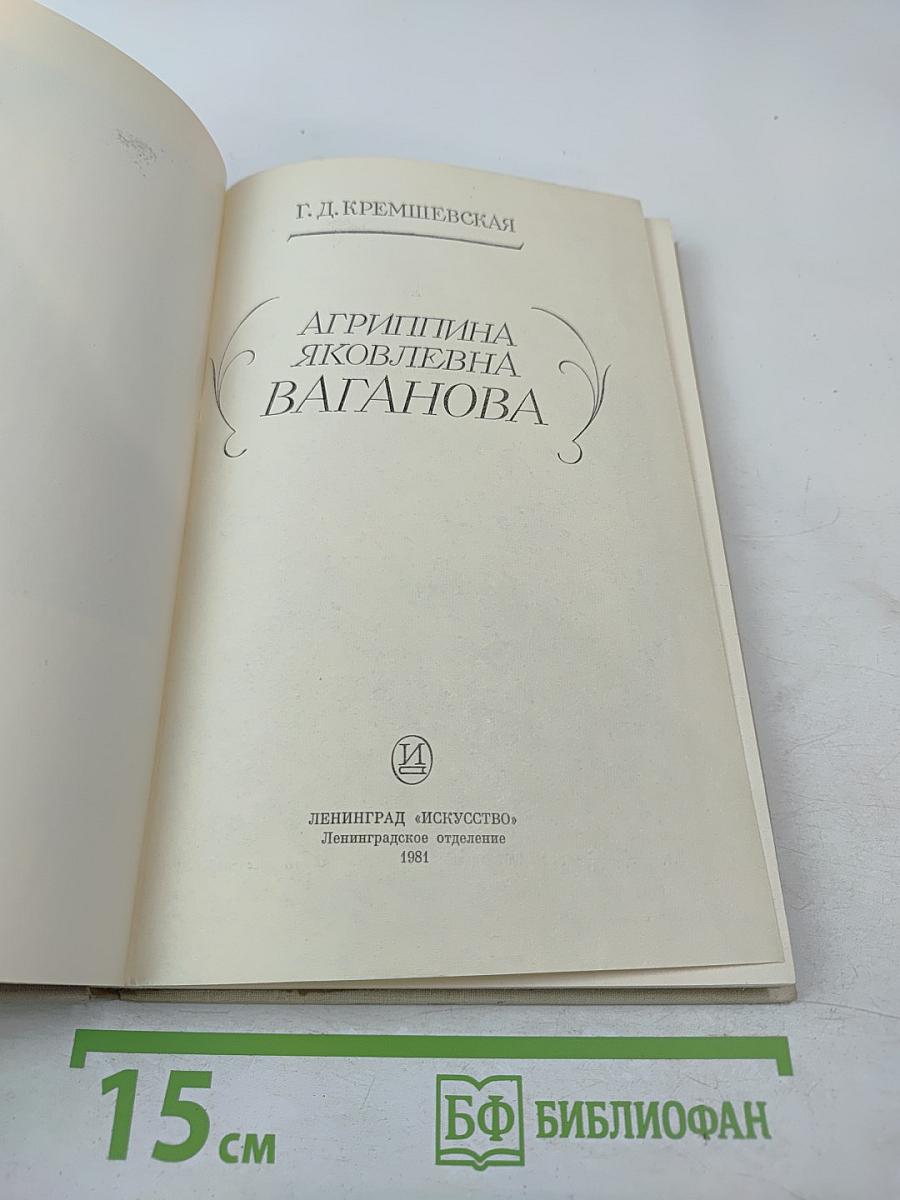 Г. Д. КРЕМШЕВСКАЯ
АГРИППИНА
ЯКОВЛЕВНА
ВАГАНОВА
И
ЛЕНИНГРАД «ИСКУССТВО»
Ленинградское отделение
1981
15 см
БФ БИБЛИОФАН